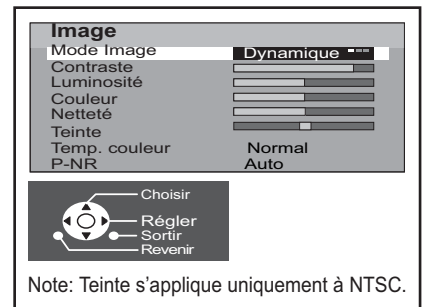 Image
Mode Image Dynamique
Contraste
Luminosité
Couleur
Netteté
Teinte
Temp. couleur Normal
P-NR Auto
Choisir
Régler
Sortir
Revenir
Note: Teinte s’applique uniquement à NTSC.